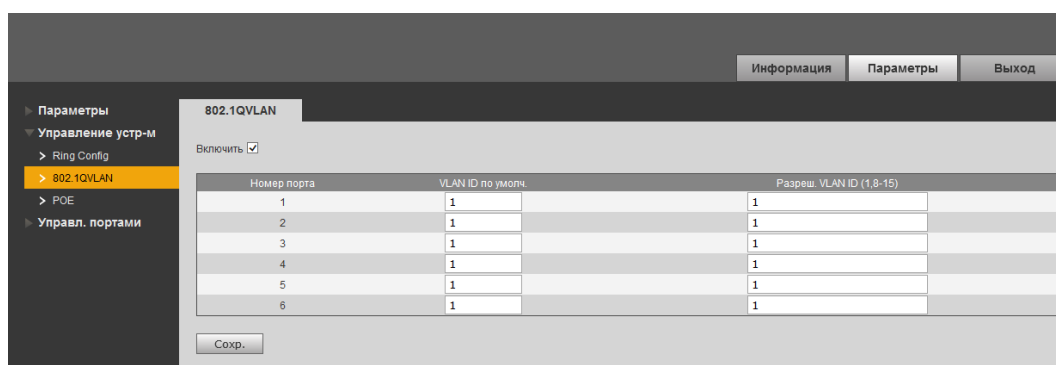 Информация Параметры Выход
Параметры
Управление устр-м
Ring Config
802.1QVLAN
POE
Управл. портами
802.1QVLAN
Включить
Номер порта VLAN ID по умолч. Разреш. VLAN ID (1,8-15)
1 1 1
2 1 1
3 1 1
4 1 1
5 1 1
6 1 1
Сохр.